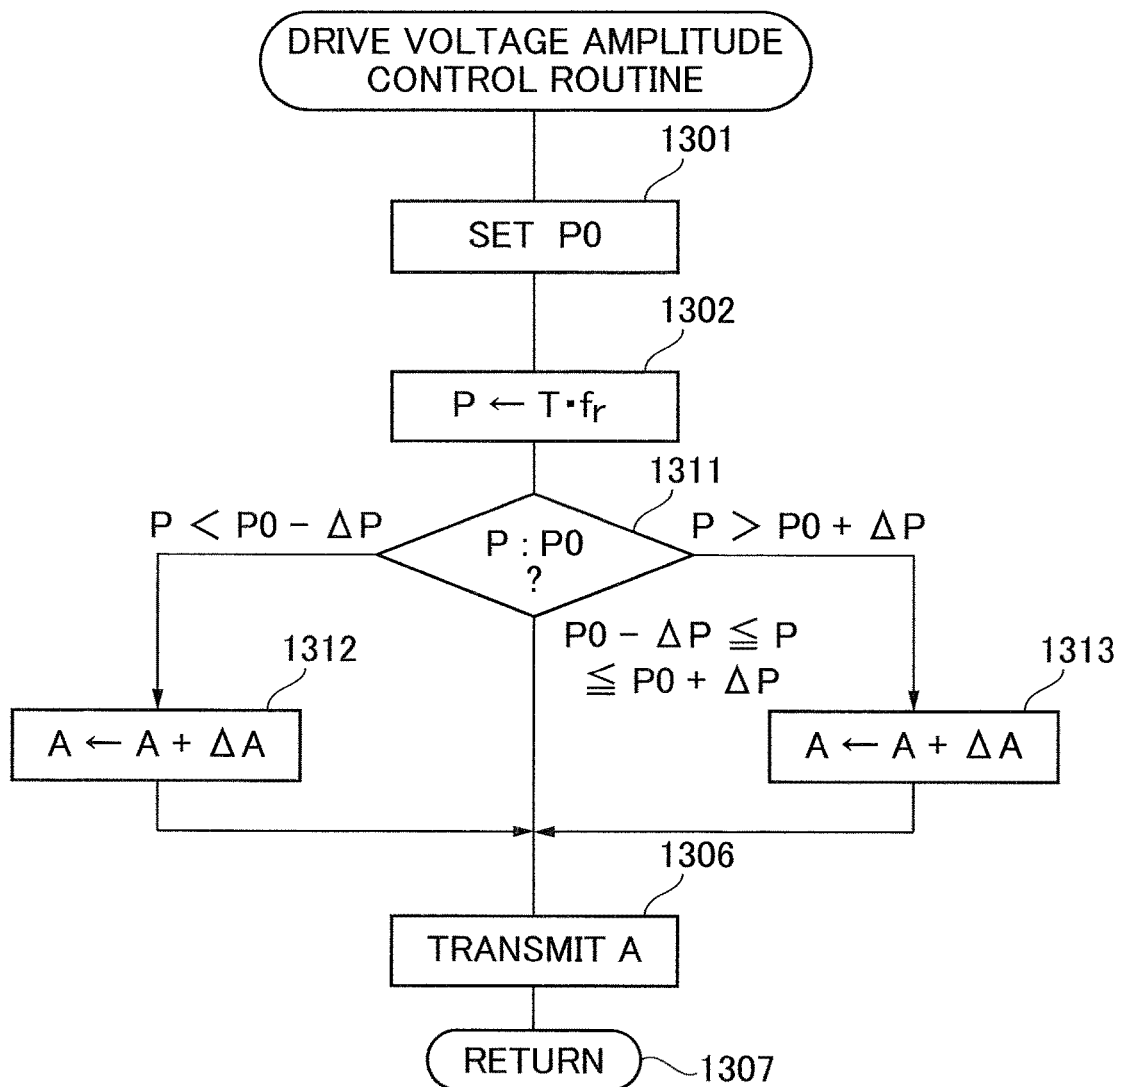 DRIVE VOLTAGE AMPLITUDE
CONTROL ROUTINE
1301
SET P0
1302
P ← T・fr
1311
P < P0 - ΔP
P : P0
?
P > P0 + ΔP
P0 - ΔP ≦ P
≦ P0 + ΔP
1312
A ← A + ΔA
1313
A ← A + ΔA
1306
TRANSMIT A
RETURN
1307